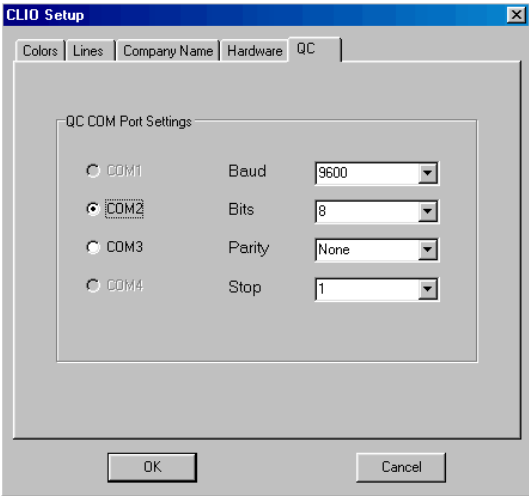 CLIO Setup
Colors Lines Company Name Hardware QC
QC COM Port Settings
COM1 Baud 9600
COM2 Bits 8
COM3 Parity None
COM4 Stop 1
OK Cancel